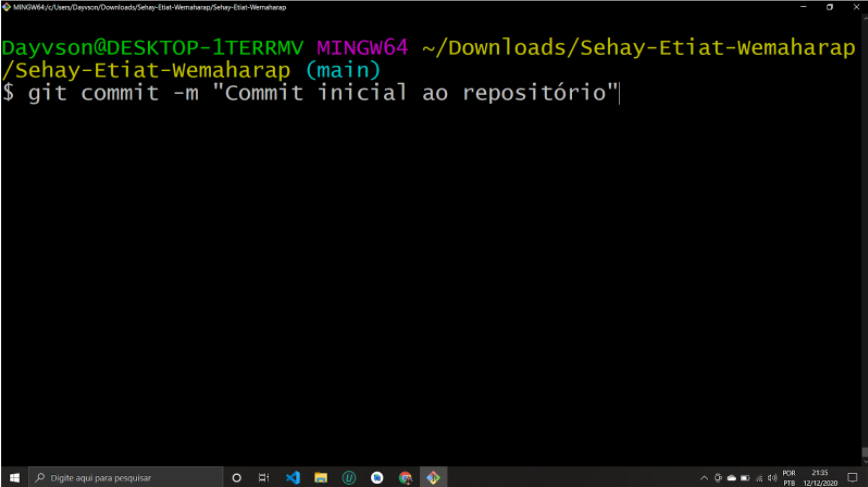 MINGW64:/c/Users/Dayvson/Downloads/Sehay-Etiat-Wemaharap/Sehay-Etiat-Wemaharap
Dayvson@DESKTOP-1TERRMV MINGW64 ~/Downloads/Sehay-Etiat-Wemaharap
/Sehay-Etiat-Wemaharap (main)
$ git commit -m "Commit inicial ao repositório"
Digite aqui para pesquisar
POR
PTB
21:35
12/12/2020